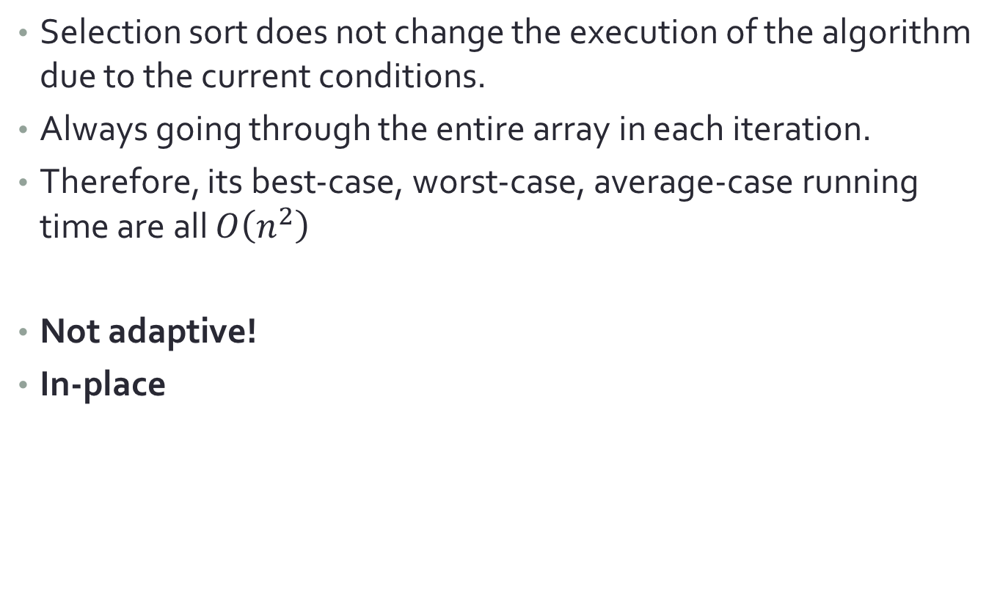 • Selection sort does not change the execution of the algorithm
due to the current conditions.
• Always going through the entire array in each iteration.
• Therefore, its best-case, worst-case, average-case running
time are all O(n²)
• Not adaptive!
• In-place